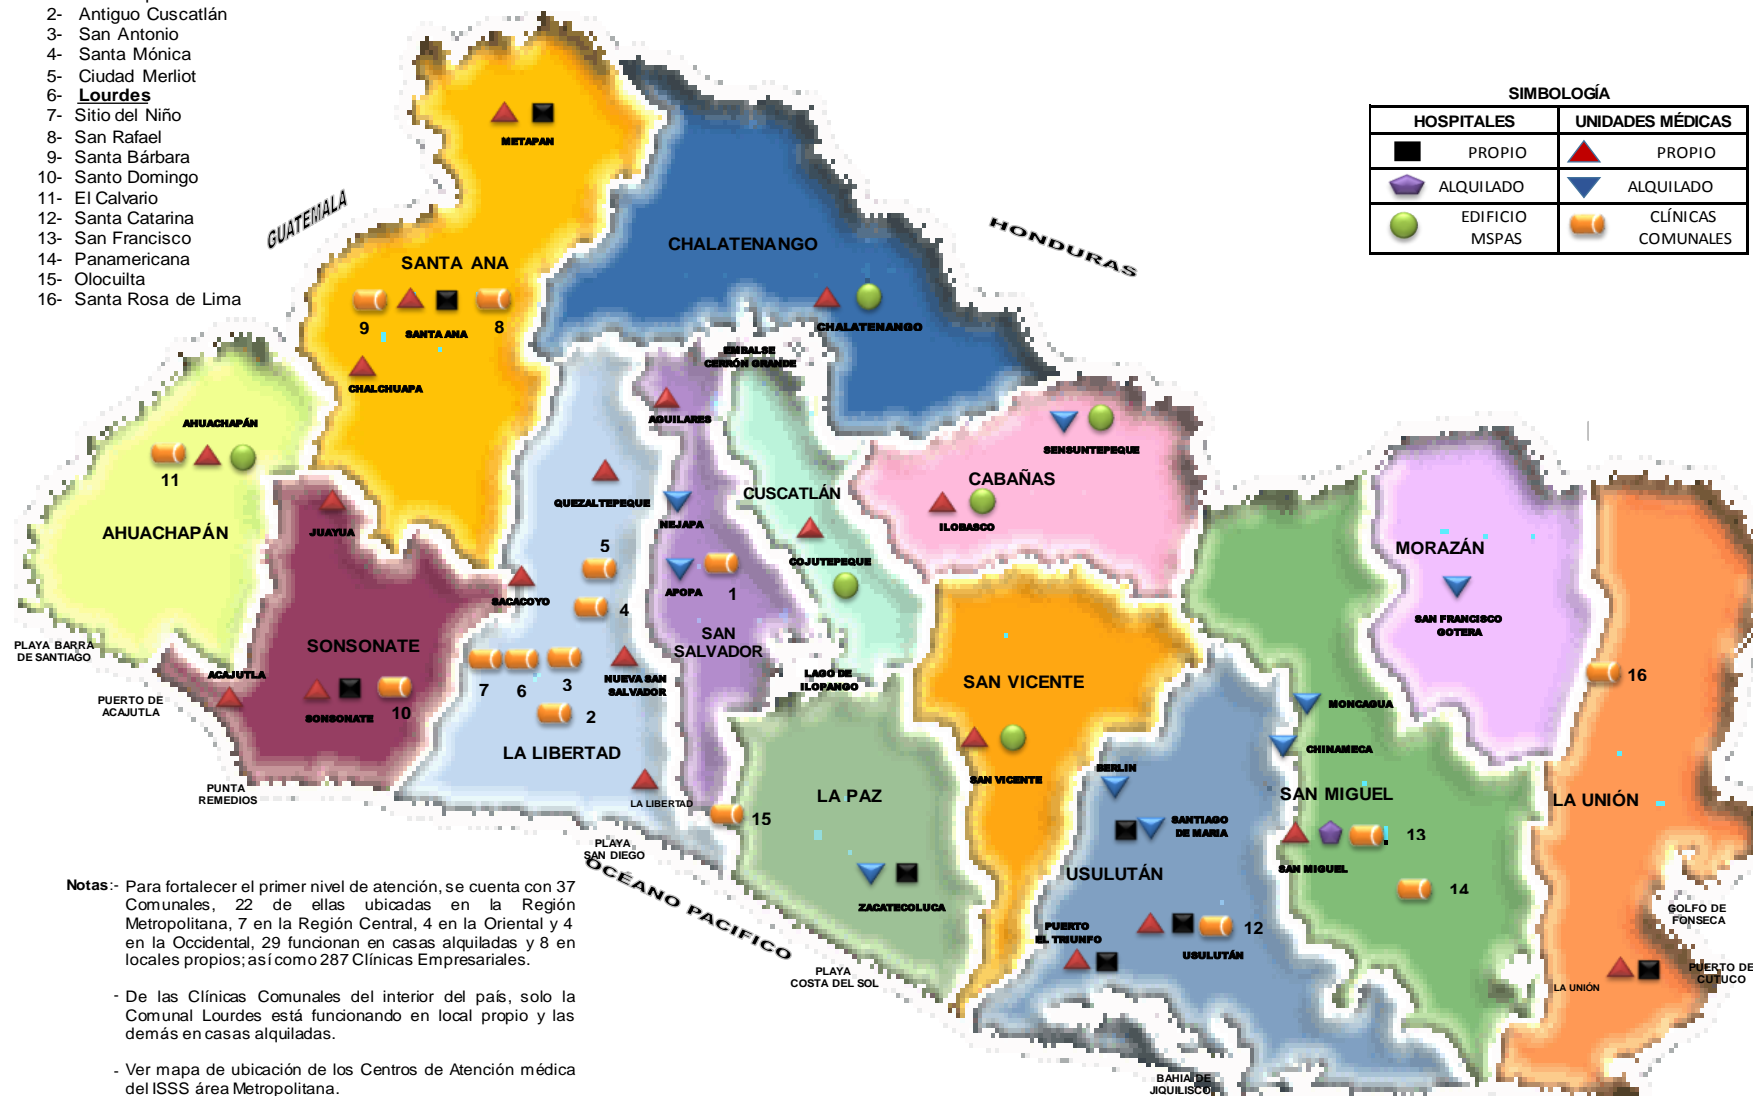 2- Antiguo Cuscatlán
3- San Antonio
4- Santa Mónica
5- Ciudad Merliot
6- Lourdes
7- Sitio del Niño
8- San Rafael
9- Santa Bárbara
10- Santo Domingo
11- El Calvario
12- Santa Catarina
13- San Francisco
14- Panamericana
15- Olocuilta
16- Santa Rosa de Lima
SIMBOLOGÍA
HOSPITALES UNIDADES MÉDICAS
PROPIO PROPIO
ALQUILADO ALQUILADO
EDIFICIO
MSPAS
CLÍNICAS
COMUNALES
GUATEMALA
HONDURAS
METAPAN
SANTA ANA
9
SANTA ANA
8
CHALCHUAPA
CHALATENANGO
CHALATENANGO
EMBALSE
CERRÓN GRANDE
AHUACHAPÁN
11
AHUACHAPÁN
AGUILARES
QUEZALTEPEQUE
NEJAPA
CUSCATLÁN
COJUTEPEQUE
SENSUNTEPEQUE
CABAÑAS
ILOBASCO
JUAYUA
SACACOYO
5
4
APOPA
1
SAN
SALVADOR
MORAZÁN
SAN FRANCISCO
GOTERA
PLAYA BARRA
DE SANTIAGO
SONSONATE
ACAJUTLA
PUERTO DE
ACAJUTLA
SONSONATE
10
7
6
3
2
NUEVA SAN
SALVADOR
LAGO DE
ILOPANGO
SAN VICENTE
16
LA LIBERTAD
LA LIBERTAD
SAN VICENTE
MONCAGUA
CHINAMECA
BERLIN
PUNTA
REMEDIOS
LA PAZ
15
SAN MIGUEL
LA UNIÓN
SANTIAGO
DE MARIA
13
SAN MIGUEL
14
PLAYA
SAN DIEGO
OCÉANO PACIFICO
USULUTÁN
ZACATECOLUCA
PUERTO
EL TRIUNFO
12
USULUTÁN
GOLFO DE
FONSECA
PLAYA
COSTA DEL SOL
LA UNIÓN
PUERTO DE
CUTUCO
BAHIA DE
JIQUILISCO
Notas:- Para fortalecer el primer nivel de atención, se cuenta con 37
Comunales, 22 de ellas ubicadas en la Región
Metropolitana, 7 en la Región Central, 4 en la Oriental y 4
en la Occidental, 29 funcionan en casas alquiladas y 8 en
locales propios; así como 287 Clínicas Empresariales.
- De las Clínicas Comunales del interior del país, solo la
Comunal Lourdes está funcionando en local propio y las
demás en casas alquiladas.
- Ver mapa de ubicación de los Centros de Atención médica
del ISSS área Metropolitana.